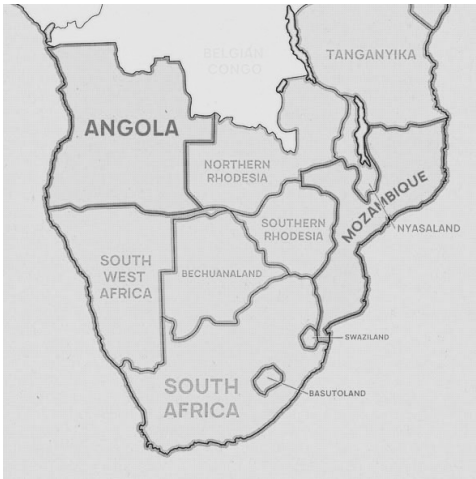 BELGIAN
CONGO
TANGANYIKA
ANGOLA
NORTHERN
RHODESIA
MOZAMBIQUE
NYASALAND
SOUTHERN
RHODESIA
SOUTH
WEST
AFRICA
BECHUANALAND
SWAZILAND
SOUTH
AFRICA
BASUTOLAND